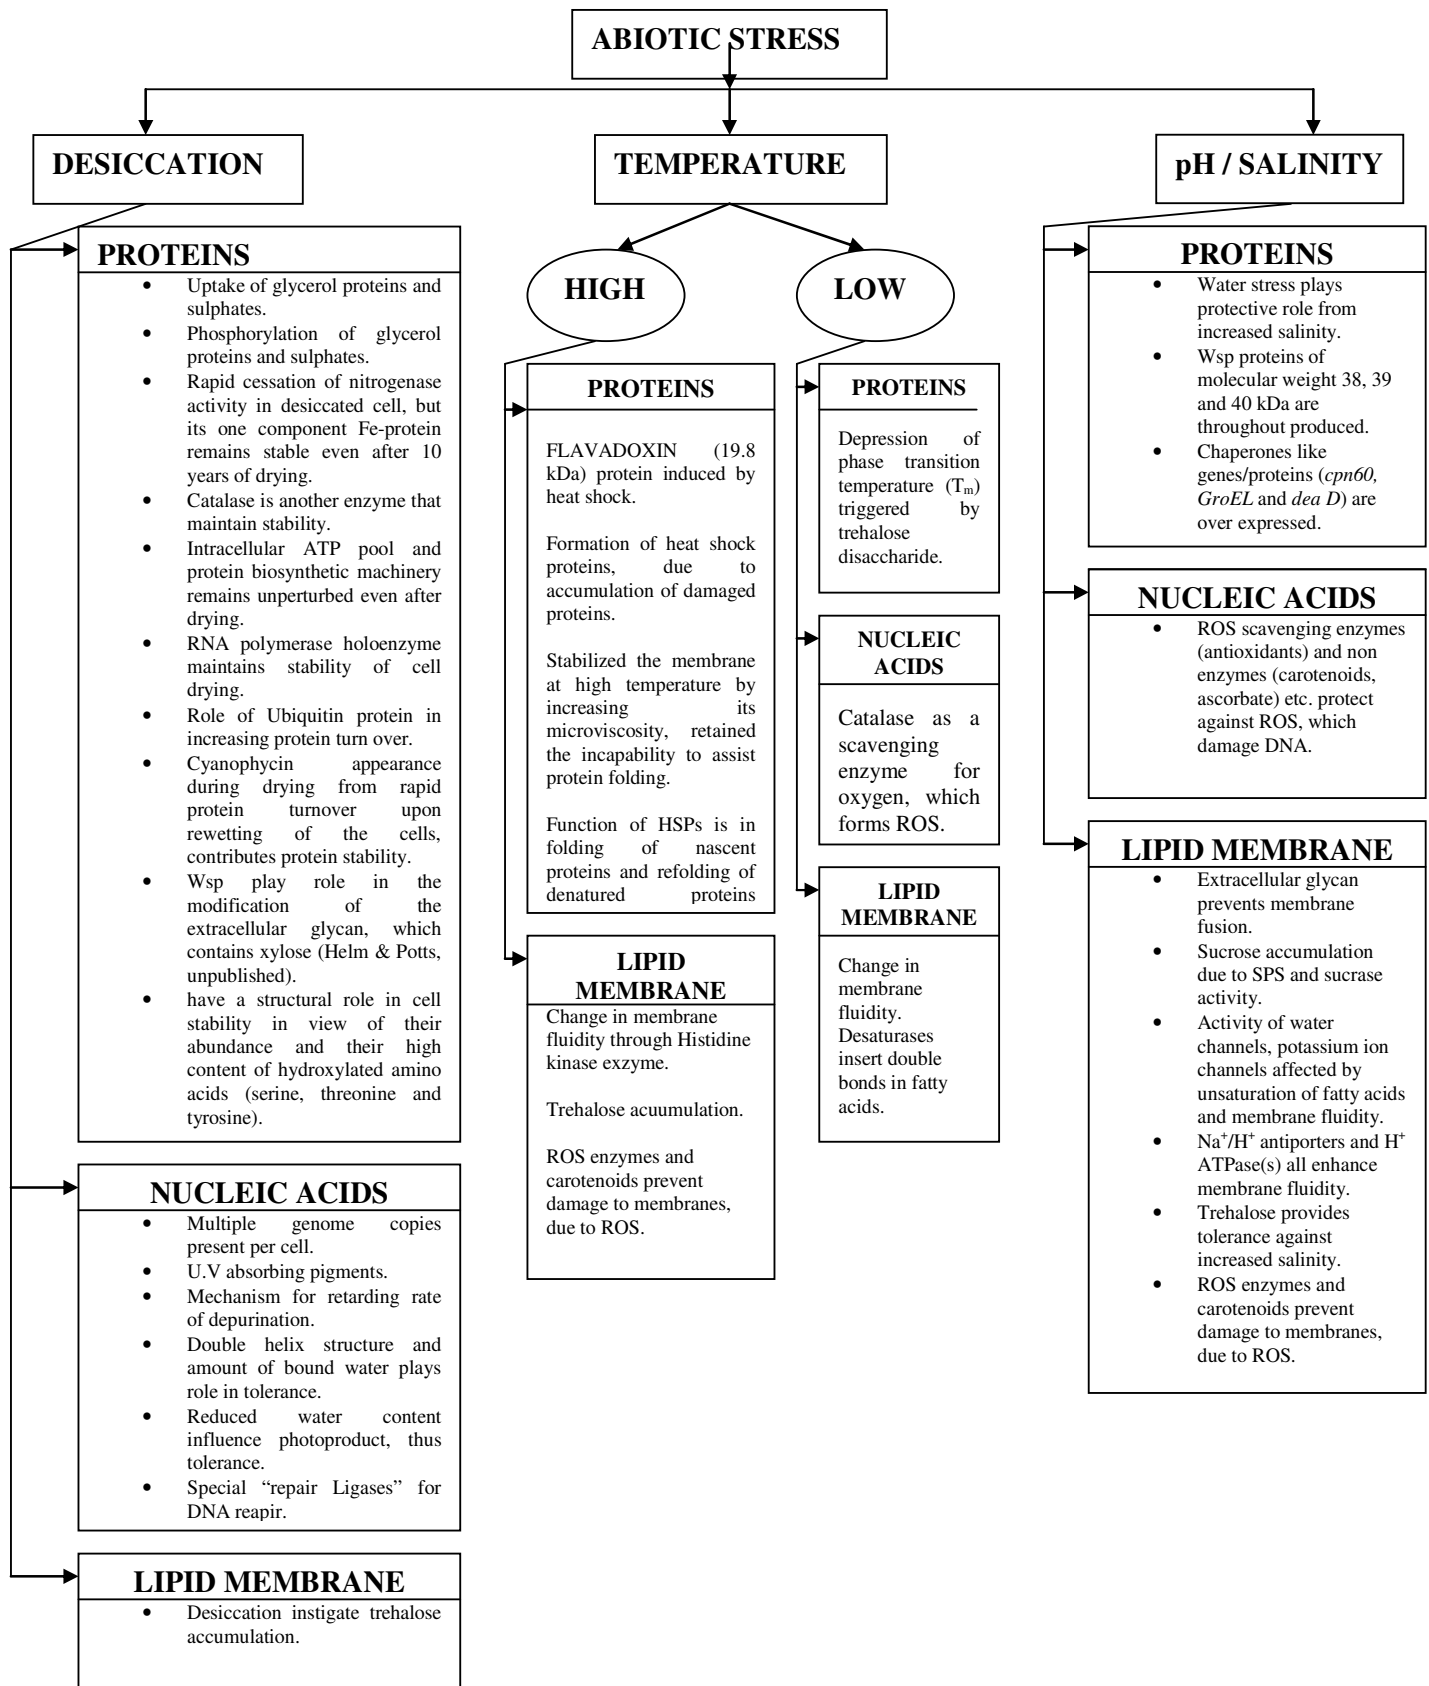 ABIOTIC STRESS
DESICCATION
TEMPERATURE
pH / SALINITY
PROTEINS
• Uptake of glycerol proteins and
sulphates.
• Phosphorylation of glycerol
proteins and sulphates.
• Rapid cessation of nitrogenase
activity in desiccated cell, but
its one component Fe-protein
remains stable even after 10
years of drying.
• Catalase is another enzyme that
maintain stability.
• Intracellular ATP pool and
protein biosynthetic machinery
remains unperturbed even after
drying.
• RNA polymerase holoenzyme
maintains stability of cell
drying.
• Role of Ubiquitin protein in
increasing protein turn over.
• Cyanophycin appearance
during drying from rapid
protein turnover upon
rewetting of the cells,
contributes protein stability.
• Wsp play role in the
modification of the
extracellular glycan, which
contains xylose (Helm & Potts,
unpublished).
• have a structural role in cell
stability in view of their
abundance and their high
content of hydroxylated amino
acids (serine, threonine and
tyrosine).
NUCLEIC ACIDS
• Multiple genome copies
present per cell.
• U.V absorbing pigments.
• Mechanism for retarding rate
of depurination.
• Double helix structure and
amount of bound water plays
role in tolerance.
• Reduced water content
influence photoproduct, thus
tolerance.
• Special “repair Ligases” for
DNA reapir.
LIPID MEMBRANE
• Desiccation instigate trehalose
accumulation.
HIGH
PROTEINS
FLAVADOXIN (19.8
kDa) protein induced by
heat shock.
Formation of heat shock
proteins, due to
accumulation of damaged
proteins.
Stabilized the membrane
at high temperature by
increasing its
microviscosity, retained
the incapability to assist
protein folding.
Function of HSPs is in
folding of nascent
proteins and refolding of
denatured proteins
LIPID
MEMBRANE
Change in membrane
fluidity through Histidine
kinase exzyme.
Trehalose acuumulation.
ROS enzymes and
carotenoids prevent
damage to membranes,
due to ROS.
LOW
PROTEINS
Depression of
phase transition
temperature (Tm)
triggered by
trehalose
disaccharide.
NUCLEIC
ACIDS
Catalase as a
scavenging
enzyme for
oxygen, which
forms ROS.
LIPID
MEMBRANE
Change in
membrane
fluidity.
Desaturases
insert double
bonds in fatty
acids.
PROTEINS
• Water stress plays
protective role from
increased salinity.
• Wsp proteins of
molecular weight 38, 39
and 40 kDa are
throughout produced.
• Chaperones like
genes/proteins (cpn60,
GroEL and dea D) are
over expressed.
NUCLEIC ACIDS
• ROS scavenging enzymes
(antioxidants) and non
enzymes (carotenoids,
ascorbate) etc. protect
against ROS, which
damage DNA.
LIPID MEMBRANE
• Extracellular glycan
prevents membrane
fusion.
• Sucrose accumulation
due to SPS and sucrase
activity.
• Activity of water
channels, potassium ion
channels affected by
unsaturation of fatty acids
and membrane fluidity.
• Na⁺/H⁺ antiporters and H⁺
ATPase(s) all enhance
membrane fluidity.
• Trehalose provides
tolerance against
increased salinity.
• ROS enzymes and
carotenoids prevent
damage to membranes,
due to ROS.